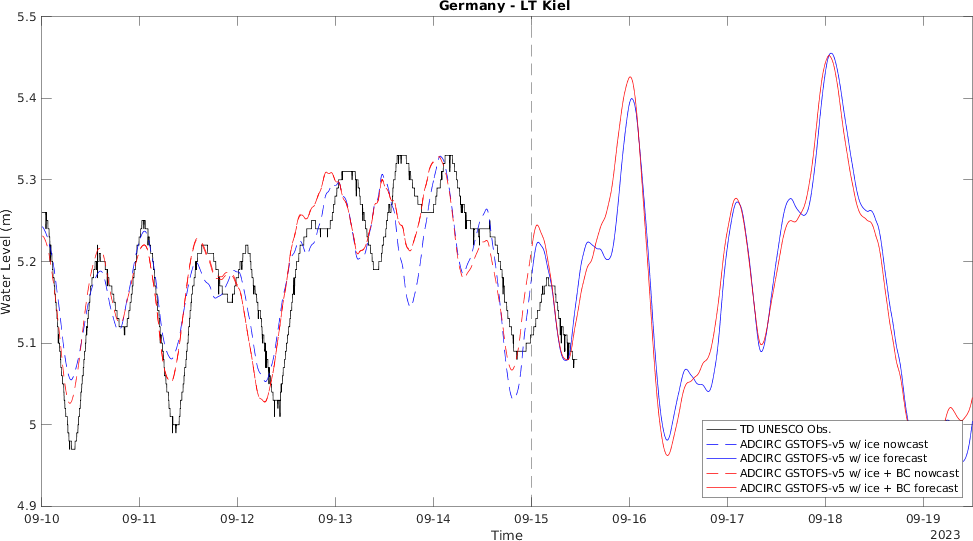 Germany - LT Kiel
5.5
5.4
5.3
5.2
5.1
5
4.9
Water Level (m)
TD UNESCO Obs.
ADCIRC GSTOFS-v5 w/ ice nowcast
ADCIRC GSTOFS-v5 w/ ice forecast
ADCIRC GSTOFS-v5 w/ ice + BC nowcast
ADCIRC GSTOFS-v5 w/ ice + BC forecast
09-10 09-11 09-12 09-13 09-14 09-15 09-16 09-17 09-18 09-19
Time
2023